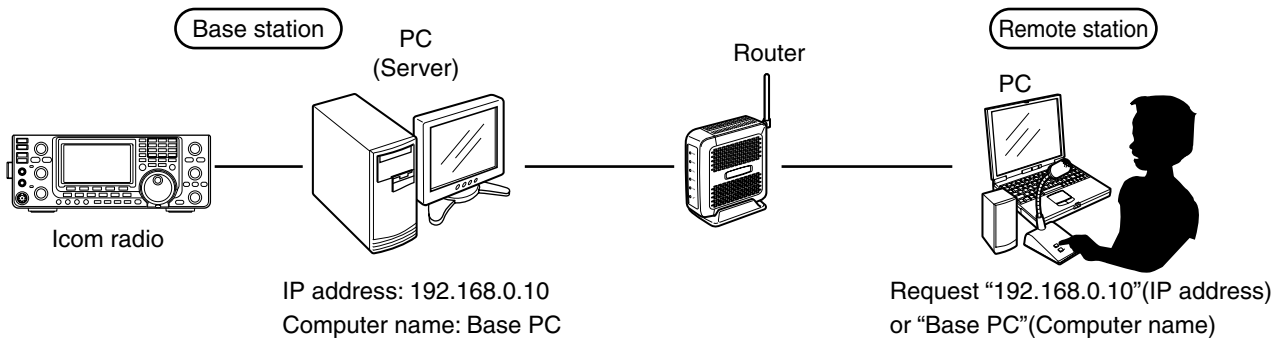 Base station
PC
(Server)
Router
Remote station
PC
Icom radio
IP address: 192.168.0.10
Computer name: Base PC
Request “192.168.0.10”(IP address)
or “Base PC”(Computer name)